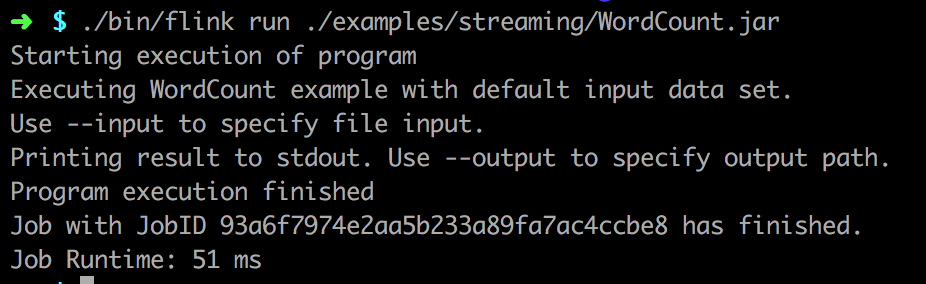 ➜ $ ./bin/flink run ./examples/streaming/WordCount.jar
Starting execution of program
Executing WordCount example with default input data set.
Use --input to specify file input.
Printing result to stdout. Use --output to specify output path.
Program execution finished
Job with JobID 93a6f7974e2aa5b233a89fa7ac4ccbe8 has finished.
Job Runtime: 51 ms
$